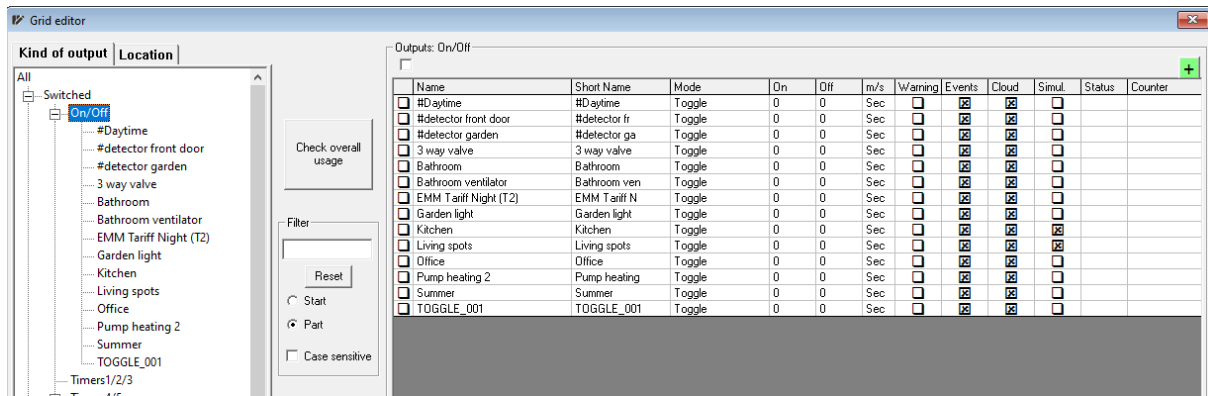 Grid editor
Kind of output Location
All
Switched
On/Off
#Daytime
#detector front door
#detector garden
3 way valve
Bathroom
Bathroom ventilator
EMM Tariff Night (T2)
Garden light
Kitchen
Living spots
Office
Pump heating 2
Summer
TOGGLE_001
Timers1/2/3
Check overall
usage
Filter
Reset
Start
Part
Case sensitive
Outputs: On/Off
+
Name Short Name Mode On Off m/s Warning Events Cloud Simul. Status Counter
#Daytime #Daytime Toggle 0 0 Sec
#detector front door #detector fr Toggle 0 0 Sec
#detector garden #detector ga Toggle 0 0 Sec
3 way valve 3 way valve Toggle 0 0 Sec
Bathroom Bathroom Toggle 0 0 Sec
Bathroom ventilator Bathroom ven Toggle 0 0 Sec
EMM Tariff Night (T2) EMM Tariff N Toggle 0 0 Sec
Garden light Garden light Toggle 0 0 Sec
Kitchen Kitchen Toggle 0 0 Sec
Living spots Living spots Toggle 0 0 Sec
Office Office Toggle 0 0 Sec
Pump heating 2 Pump heating Toggle 0 0 Sec
Summer Summer Toggle 0 0 Sec
TOGGLE_001 TOGGLE_001 Toggle 0 0 Sec